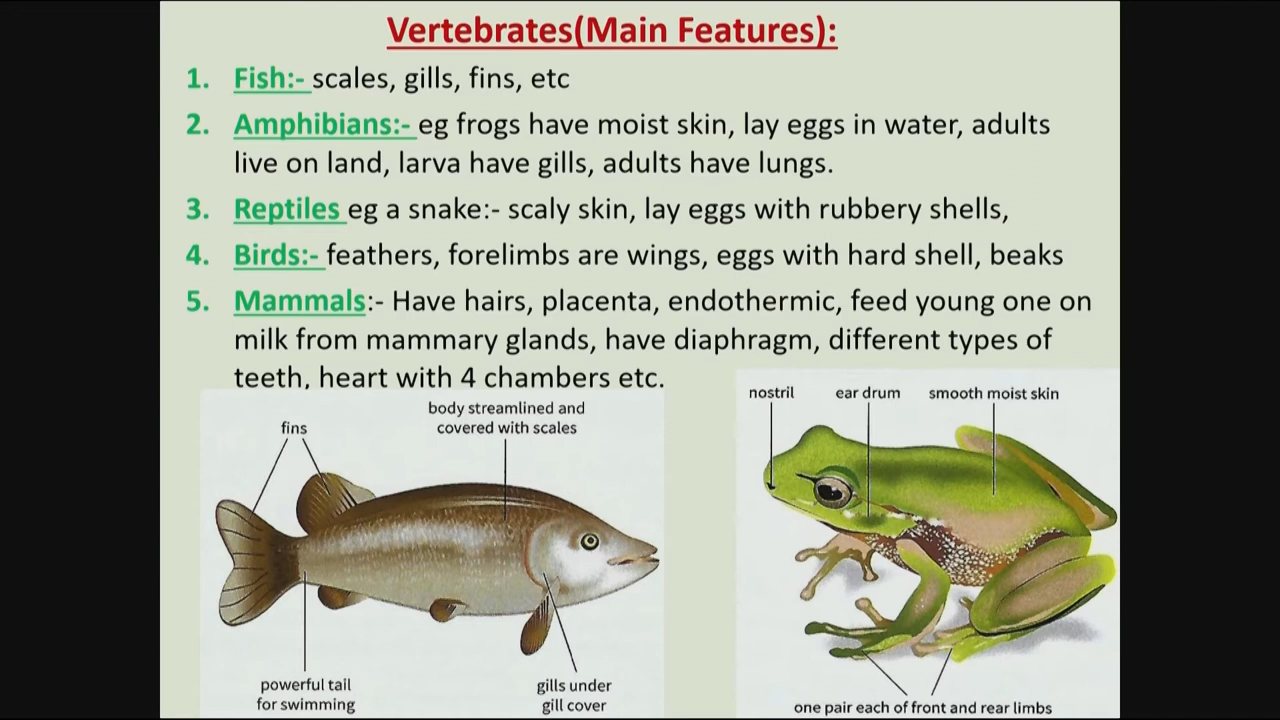 Vertebrates(Main Features):
1. Fish:- scales, gills, fins, etc
2. Amphibians:- eg frogs have moist skin, lay eggs in water, adults
live on land, larva have gills, adults have lungs.
3. Reptiles eg a snake:- scaly skin, lay eggs with rubbery shells,
4. Birds:- feathers, forelimbs are wings, eggs with hard shell, beaks
5. Mammals:- Have hairs, placenta, endothermic, feed young one on
milk from mammary glands, have diaphragm, different types of
teeth, heart with 4 chambers etc.
fins
body streamlined and
covered with scales
powerful tail
for swimming
gills under
gill cover
nostril
ear drum
smooth moist skin
one pair each of front and rear limbs